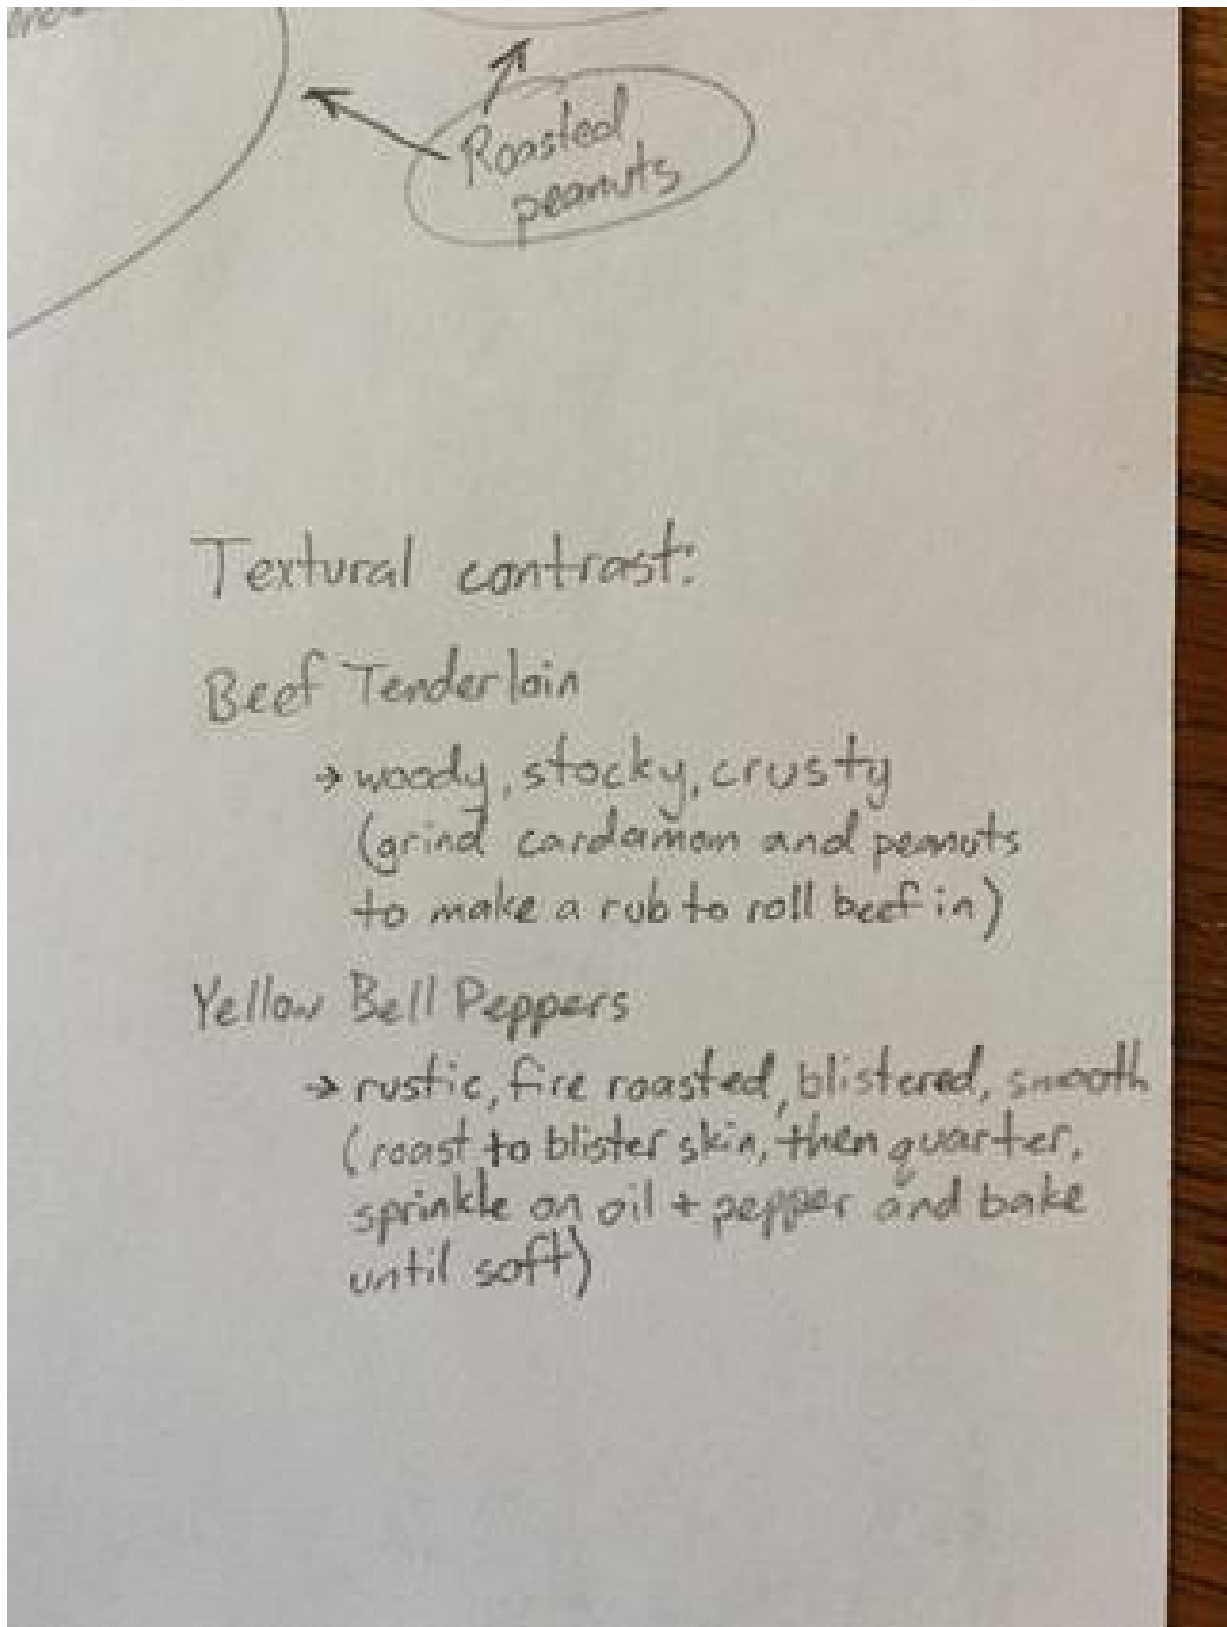 Roasted
peanuts
Textural contrast:
Beef Tenderloin
→ woody, stocky, crusty
(grind cardamom and peanuts
to make a rub to roll beef in)
Yellow Bell Peppers
→ rustic, fire roasted, blistered, smooth
(roast to blister skin, then quarter,
sprinkle on oil + pepper and bake
until soft)